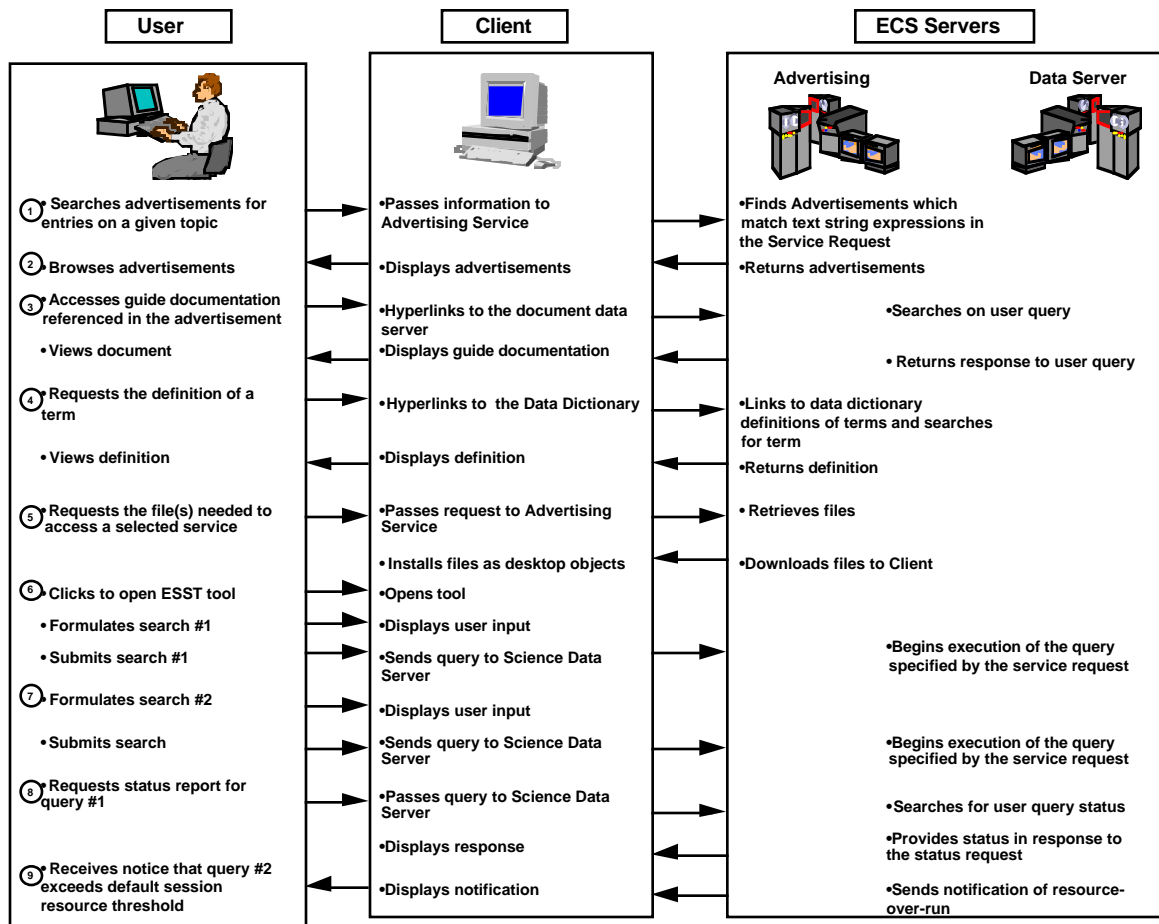 User
Client
ECS Servers
Advertising
Data Server
1 • Searches advertisements for
entries on a given topic
•Passes information to
Advertising Service
•Finds Advertisements which
match text string expressions in
the Service Request
2 • Browses advertisements
•Displays advertisements
•Returns advertisements
3 • Accesses guide documentation
referenced in the advertisement
•Hyperlinks to the document data
server
•Searches on user query
• Views document
•Displays guide documentation
• Returns response to user query
4 • Requests the definition of a
term
• Hyperlinks to the Data Dictionary
•Links to data dictionary
definitions of terms and searches
for term
• Views definition
•Displays definition
•Returns definition
5 • Requests the file(s) needed to
access a selected service
•Passes request to Advertising
Service
• Retrieves files
• Installs files as desktop objects
•Downloads files to Client
6 • Clicks to open ESST tool
•Opens tool
• Formulates search #1
•Displays user input
• Submits search #1
•Sends query to Science Data
Server
•Begins execution of the query
specified by the service request
7 • Formulates search #2
•Displays user input
• Submits search
•Sends query to Science Data
Server
•Begins execution of the query
specified by the service request
8 • Requests status report for
query #1
•Passes query to Science Data
Server
•Searches for user query status
•Displays response
•Provides status in response to
the status request
9 • Receives notice that query #2
exceeds default session
resource threshold
•Displays notification
•Sends notification of resource-
over-run